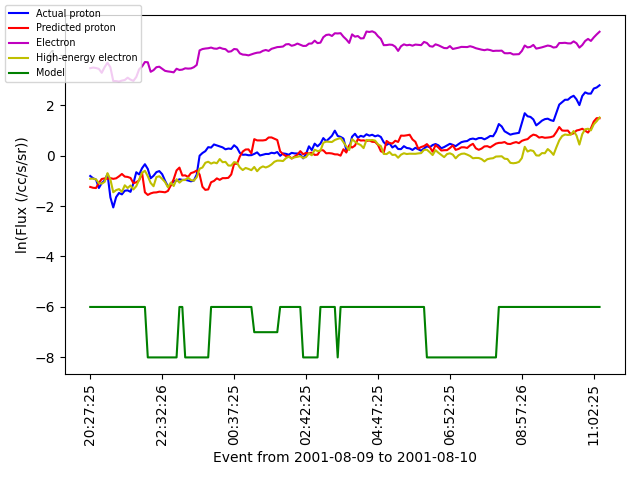 Actual proton
Predicted proton
Electron
High-energy electron
Model
ln(Flux (/cc/s/sr))
2
0
−2
−4
−6
−8
20:27:25
22:32:26
00:37:25
02:42:25
04:47:25
06:52:25
08:57:26
11:02:25
Event from 2001-08-09 to 2001-08-10